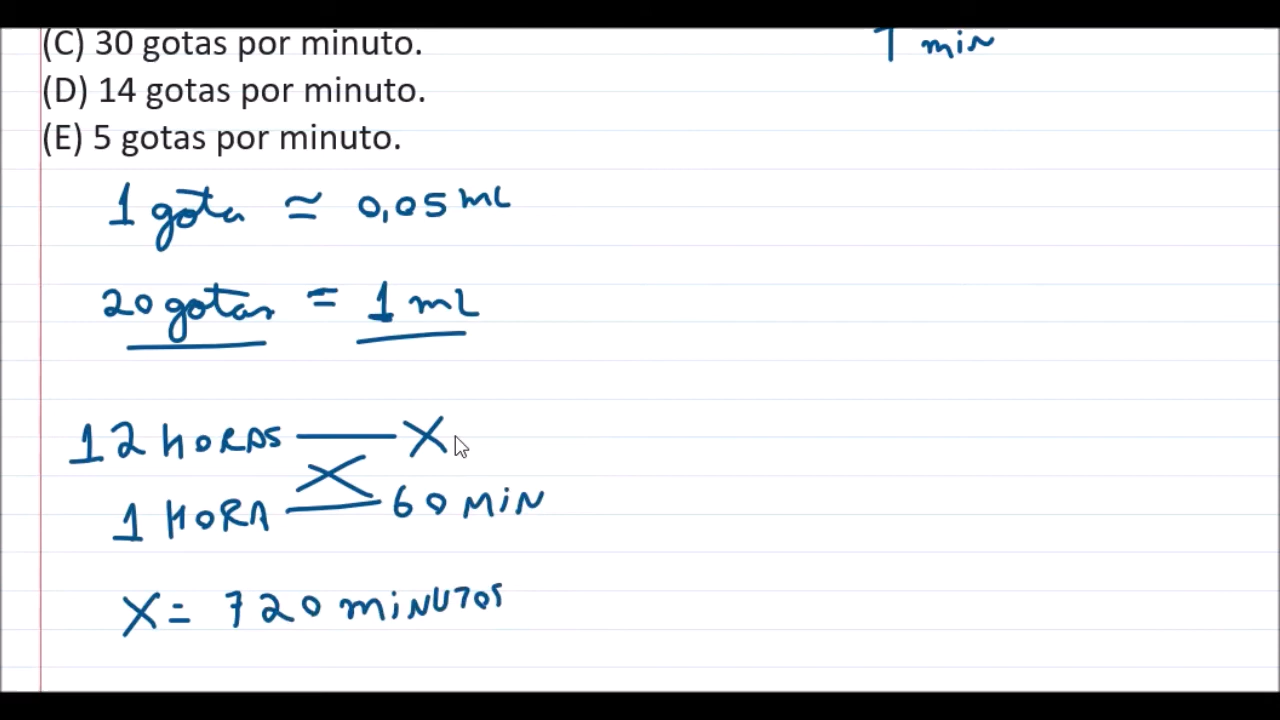 (C) 30 gotas por minuto.
1 min
(D) 14 gotas por minuto.
(E) 5 gotas por minuto.
1 gota ≃ 0,05 mL
20 gotas = 1 mL
12 HORAS — X
1 HORA — 60 MiN
X = 720 miNUTOS